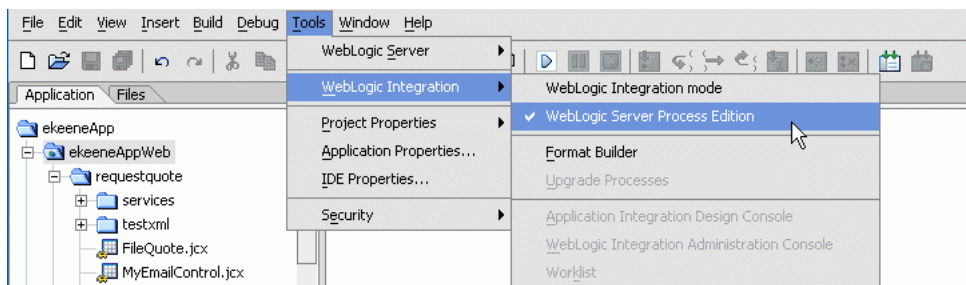 File Edit View Insert Build Debug Tools Window Help
WebLogic Server
WebLogic Integration
Project Properties
Application Properties...
IDE Properties...
Security
WebLogic Integration mode
WebLogic Server Process Edition
Format Builder
Upgrade Processes
Application Integration Design Console
WebLogic Integration Administration Console
Worklist
Application Files
ekeeneApp
ekeeneAppWeb
requestquote
services
testxml
FileQuote.jcx
MyEmailControl.jcx